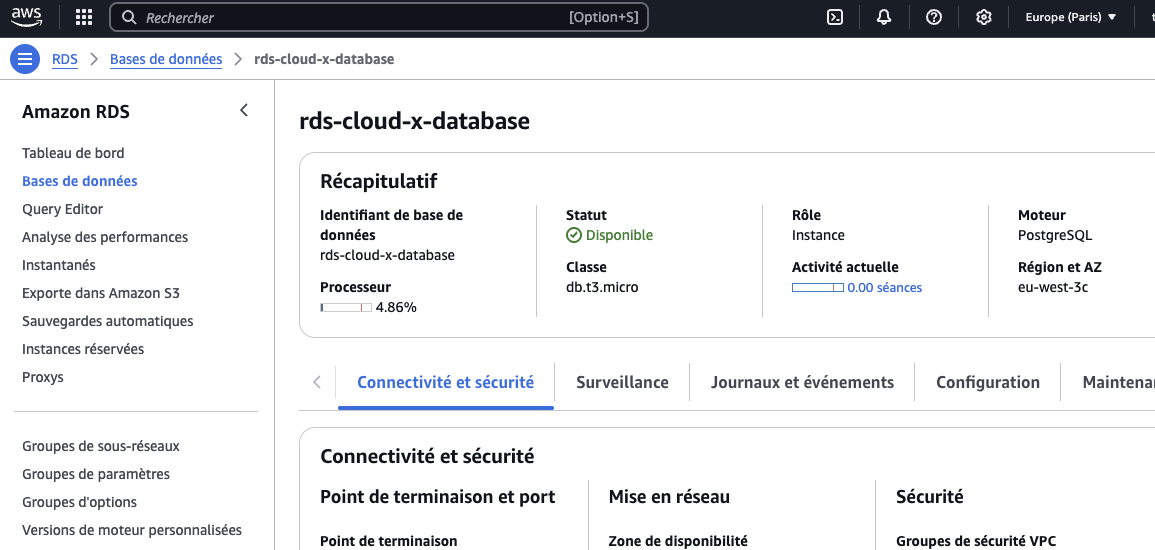 aws
Rechercher
[Option+S]
Europe (Paris)
RDS
Bases de données
rds-cloud-x-database
Amazon RDS
Tableau de bord
Bases de données
Query Editor
Analyse des performances
Instantanés
Exporte dans Amazon S3
Sauvegardes automatiques
Instances réservées
Proxys
Groupes de sous-réseaux
Groupes de paramètres
Groupes d'options
Versions de moteur personnalisées
rds-cloud-x-database
Récapitulatif
Identifiant de base de
données
rds-cloud-x-database
Processeur
4.86%
Statut
Disponible
Classe
db.t3.micro
Rôle
Instance
Activité actuelle
0.00 séances
Moteur
PostgreSQL
Région et AZ
eu-west-3c
Connectivité et sécurité
Surveillance
Journaux et événements
Configuration
Connectivité et sécurité
Point de terminaison et port
Point de terminaison
Mise en réseau
Zone de disponibilité
Sécurité
Groupes de sécurité VPC